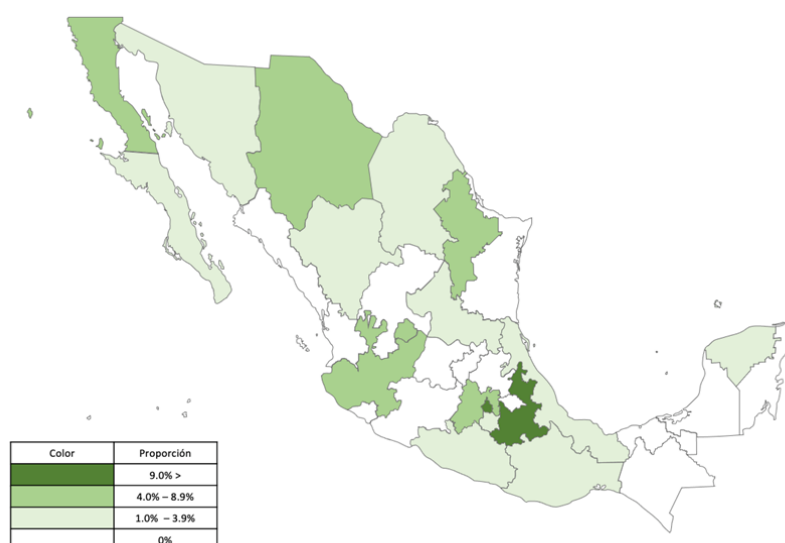 Color Proporción
9.0% >
4.0% – 8.9%
1.0% – 3.9%
0%